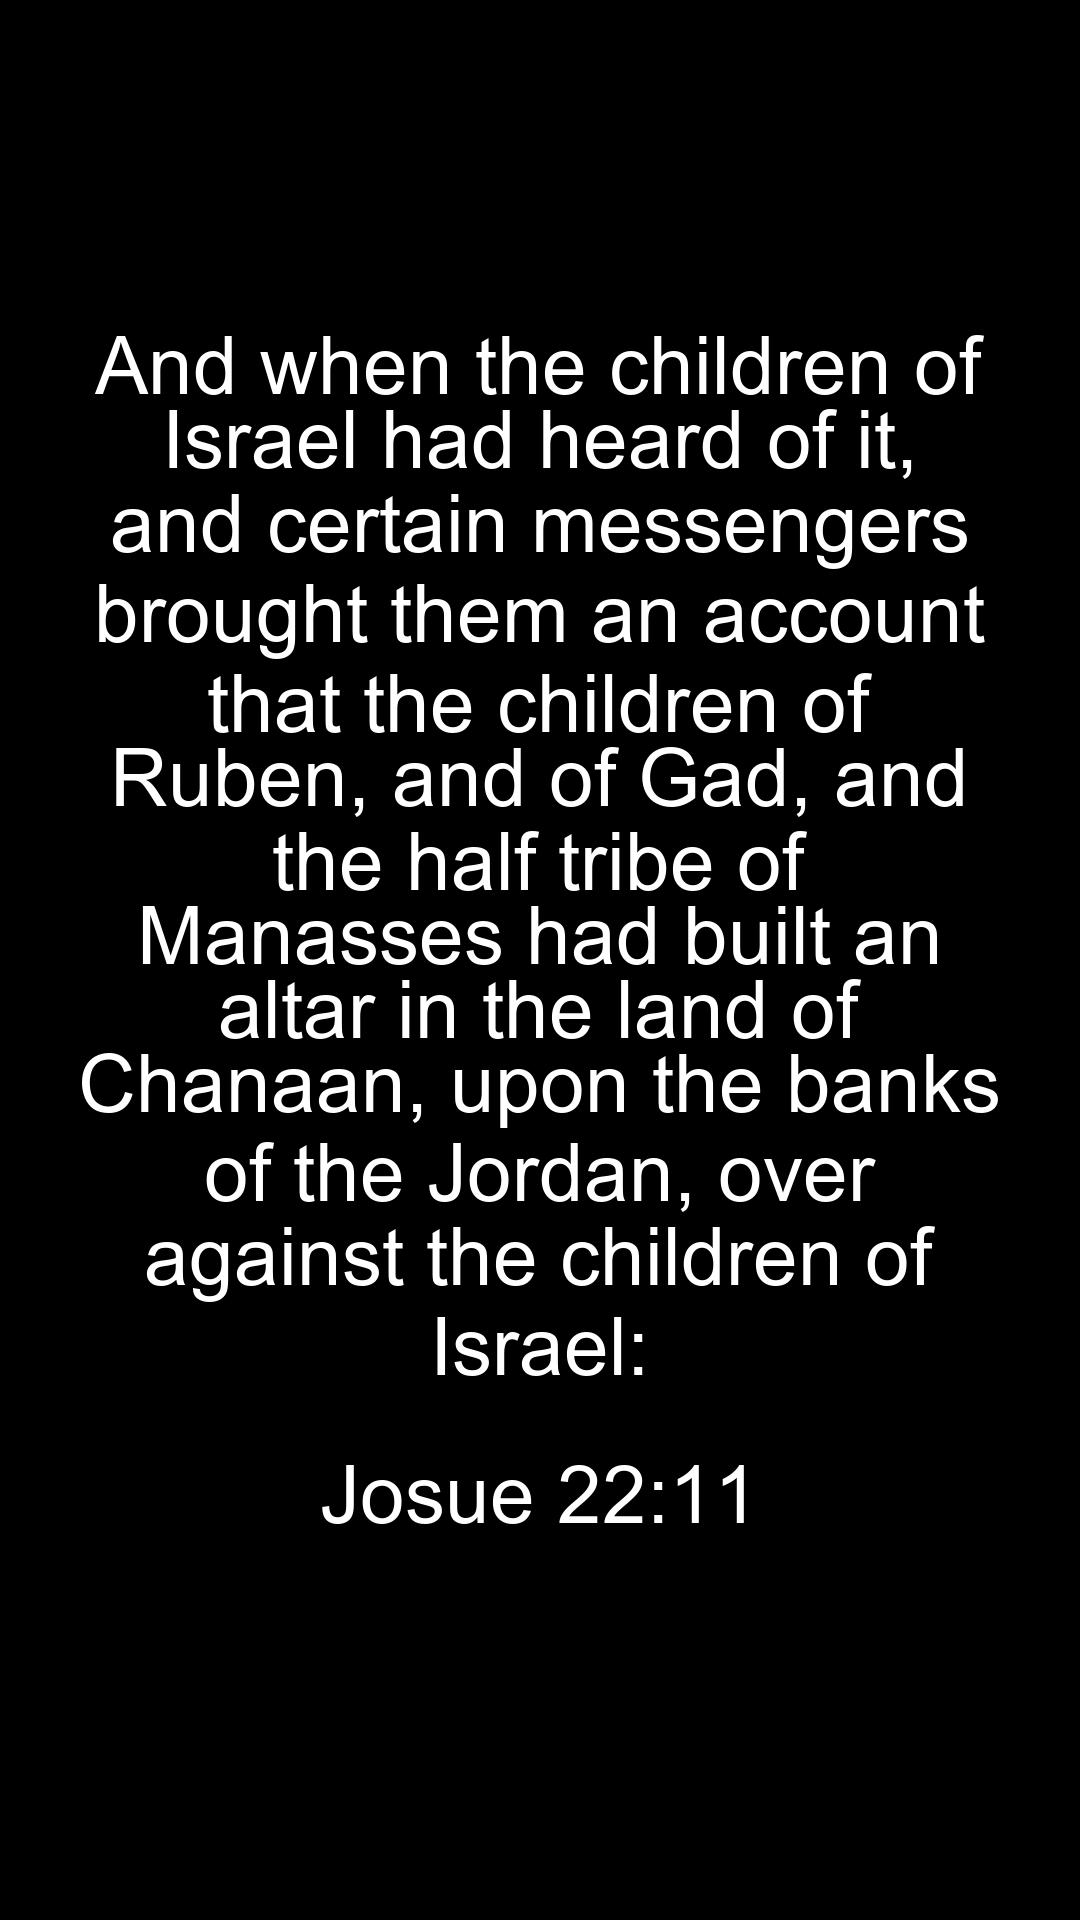 And when the children of
Israel had heard of it,
and certain messengers
brought them an account
that the children of
Ruben, and of Gad, and
the half tribe of
Manasses had built an
altar in the land of
Chanaan, upon the banks
of the Jordan, over
against the children of
Israel:
Josue 22:11